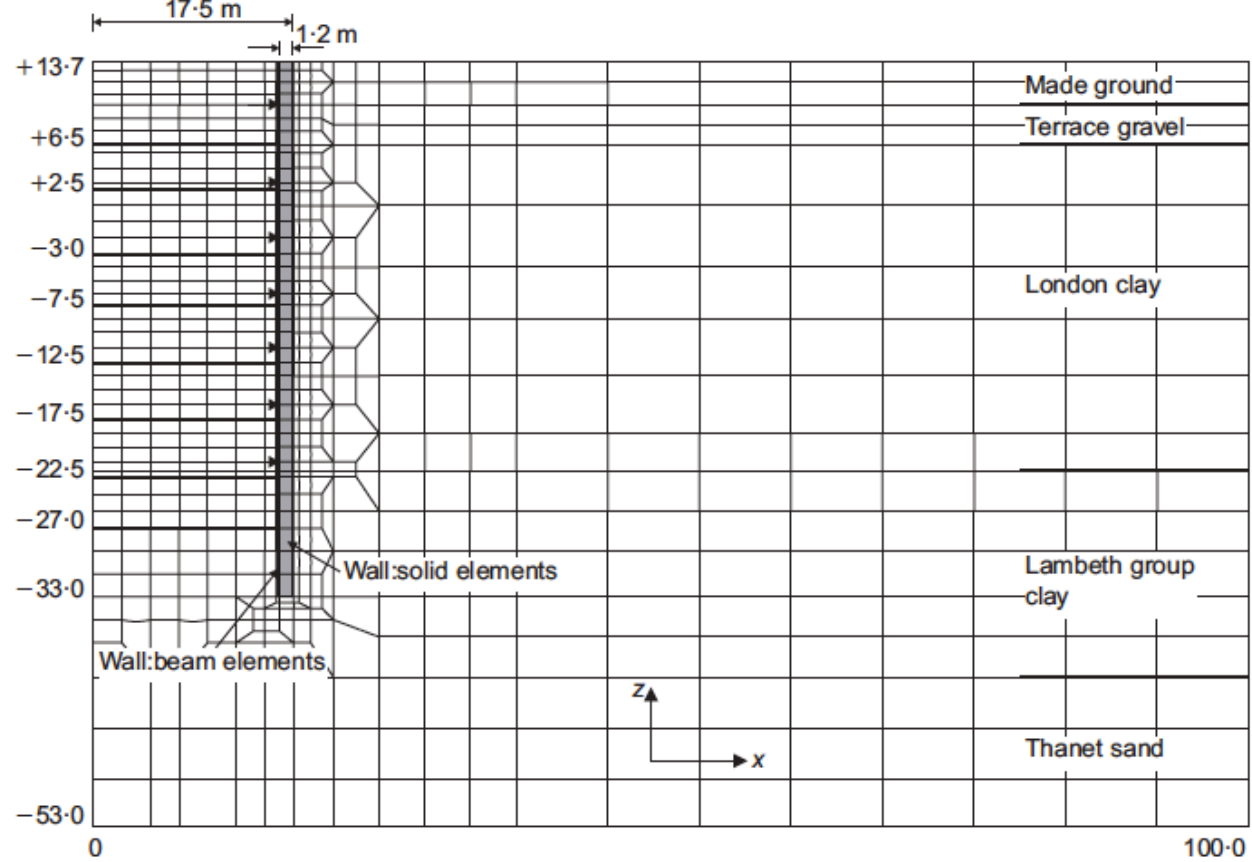 17·5 m
1·2 m
+13·7
Made ground
Terrace gravel
+6·5
+2·5
−3·0
London clay
−7·5
−12·5
−17·5
−22·5
−27·0
Wall:solid elements
Lambeth group
clay
−33·0
Wall:beam elements
z
x
Thanet sand
−53·0
0
100·0